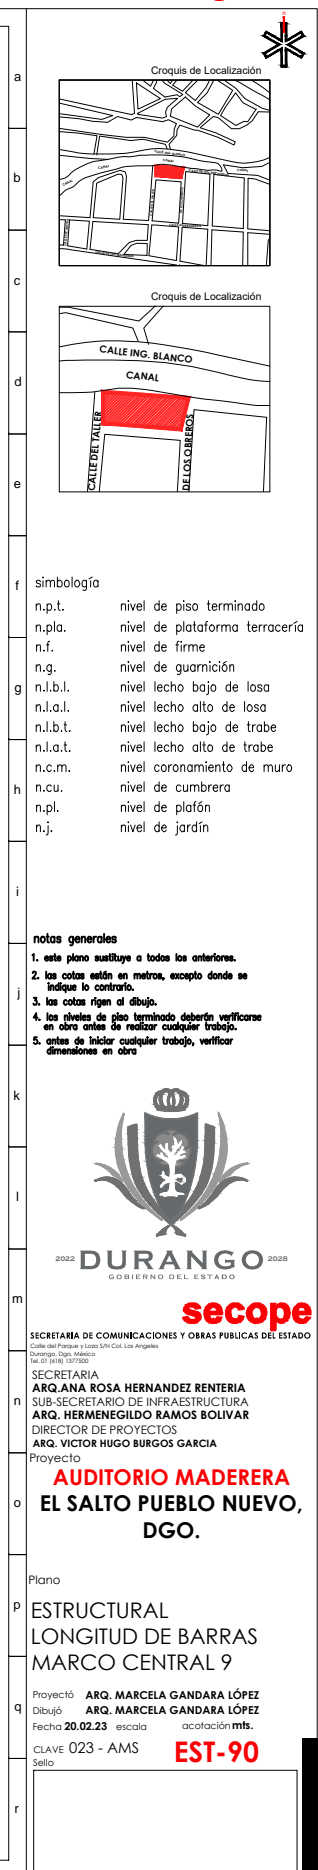 a
Croquis de Localización
b
CANAL
CANAL
CANAL
c
Croquis de Localización
CALLE ING. BLANCO
d
CANAL
CALLE DEL TALLER
DE LOS OBREROS
e
f
simbología
n.p.t. nivel de piso terminado
n.pla. nivel de plataforma terracería
n.f. nivel de firme
n.g. nivel de guarnición
g
n.l.b.l. nivel lecho bajo de losa
n.l.a.l. nivel lecho alto de losa
n.l.b.t. nivel lecho bajo de trabe
n.l.a.t. nivel lecho alto de trabe
n.c.m. nivel coronamiento de muro
h
n.cu. nivel de cumbrera
n.pl. nivel de plafón
n.j. nivel de jardín
i
notas generales
1. este plano sustituye a todos los anteriores.
2. las cotas están en metros, excepto donde se
indique lo contrario.
j
3. las cotas rigen al dibujo.
4. los niveles de piso terminado deberán verificarse
en obra antes de realizar cualquier trabajo.
5. antes de iniciar cualquier trabajo, verificar
dimensiones en obra
k
l
2022 DURANGO 2028
GOBIERNO DEL ESTADO
m
secope
SECRETARIA DE COMUNICACIONES Y OBRAS PUBLICAS DEL ESTADO
Calle del Parque y Loza S/N Col. Los Angeles
Durango, Dgo. México
Tel. 01 (618) 1377500
SECRETARIA
ARQ.ANA ROSA HERNANDEZ RENTERIA
n
SUB-SECRETARIO DE INFRAESTRUCTURA
ARQ. HERMENEGILDO RAMOS BOLIVAR
DIRECTOR DE PROYECTOS
ARQ. VICTOR HUGO BURGOS GARCIA
Proyecto
AUDITORIO MADERERA
o
EL SALTO PUEBLO NUEVO,
DGO.
Plano
p
ESTRUCTURAL
LONGITUD DE BARRAS
MARCO CENTRAL 9
Proyectó ARQ. MARCELA GANDARA LÓPEZ
q
Dibujó ARQ. MARCELA GANDARA LÓPEZ
Fecha 20.02.23 escala acotación mts.
CLAVE 023 - AMS EST-90
Sello
r